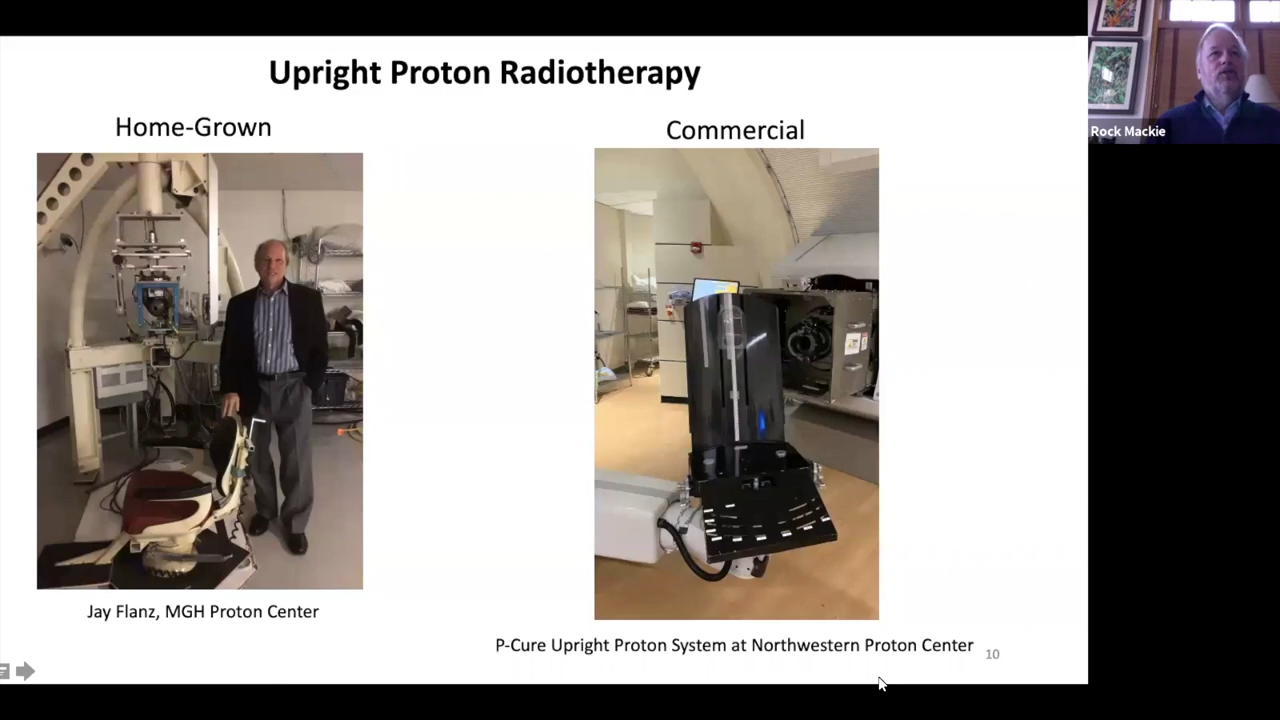 Upright Proton Radiotherapy
Home-Grown
Commercial
Jay Flanz, MGH Proton Center
P-Cure Upright Proton System at Northwestern Proton Center
10
Rock Mackie